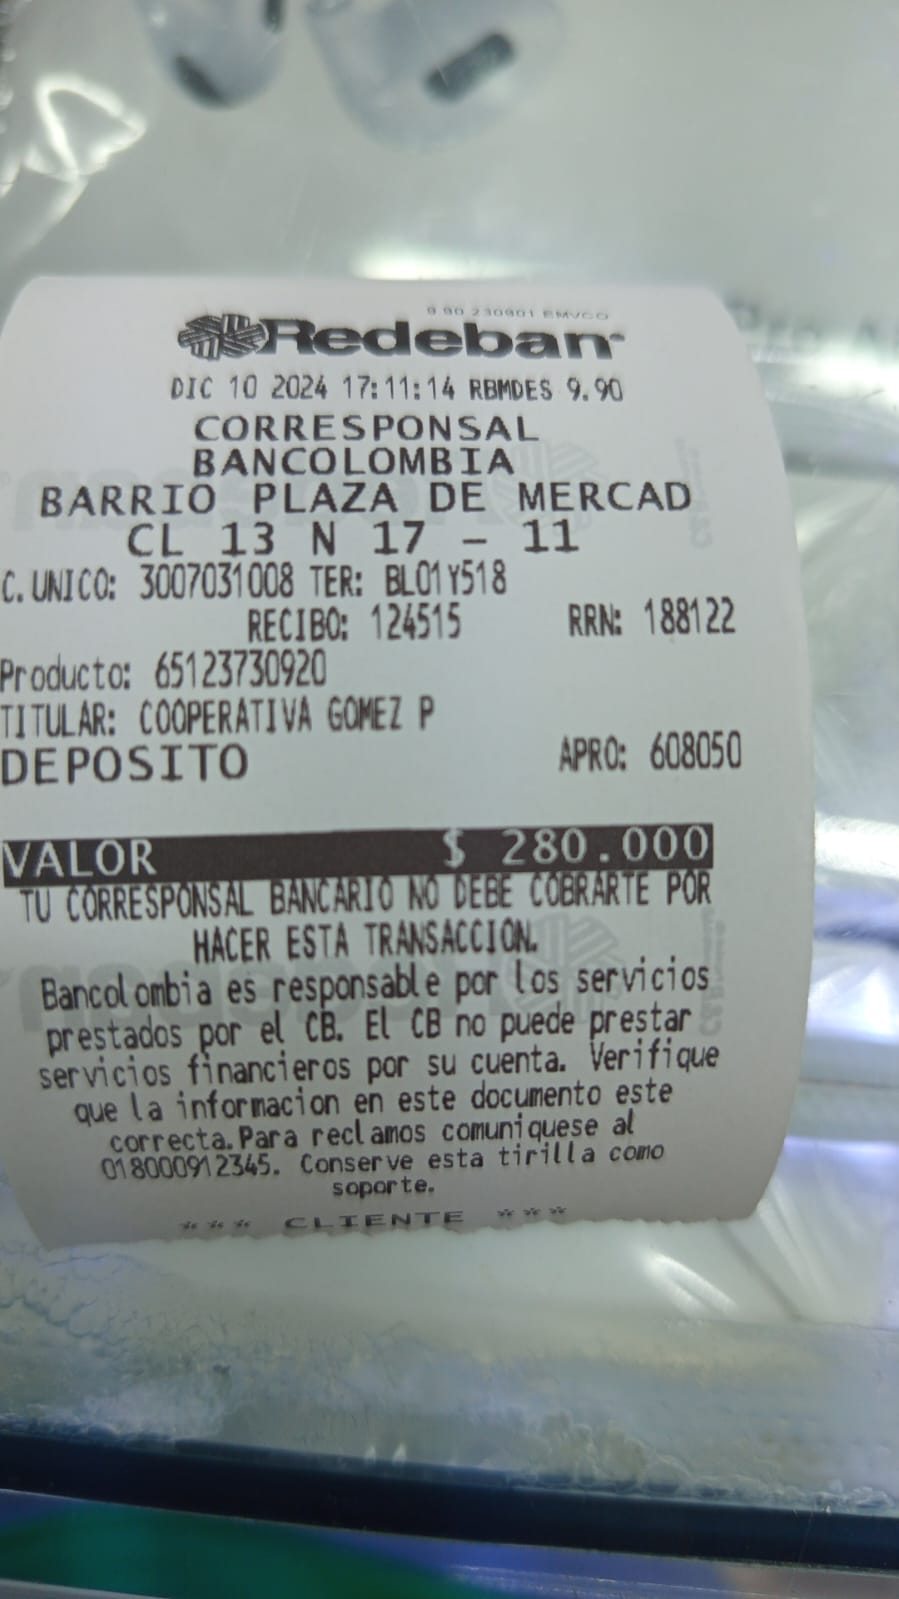 9.90 230901 EMVCO
Redeban
DIC 10 2024 17:11:14 RBMDES 9.90
CORRESPONSAL
BANCOLOMBIA
BARRIO PLAZA DE MERCAD
CL 13 N 17 - 11
C. UNICO: 3007031008 TER: BL01Y518
RECIBO: 124515 RRN: 188122
Producto: 65123730920
TITULAR: COOPERATIVA GOMEZ P
DEPOSITO APRO: 608050
VALOR $ 280.000
TU CORRESPONSAL BANCARIO NO DEBE COBRARTE POR
HACER ESTA TRANSACCION.
Bancolombia es responsable por los servicios
prestados por el CB. El CB no puede prestar
servicios financieros por su cuenta. Verifique
que la informacion en este documento este
correcta. Para reclamos comuniquese al
018000912345. Conserve esta tirilla como
soporte.
*** CLIENTE ***